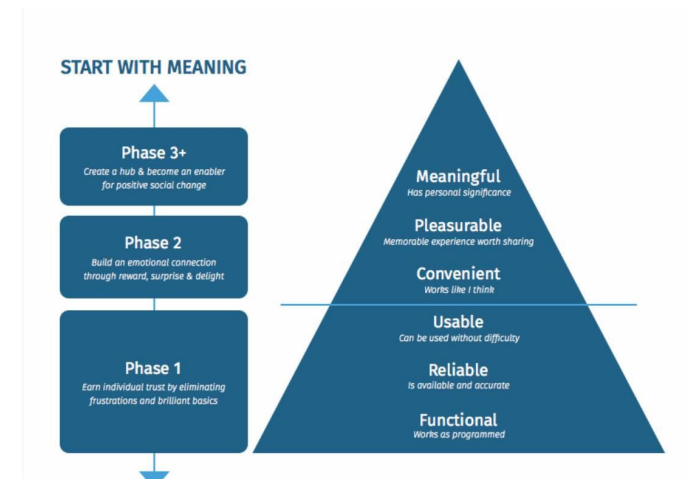 START WITH MEANING
Phase 3+
Create a hub & become an enabler
for positive social change
Phase 2
Build an emotional connection
through reward, surprise & delight
Phase 1
Earn individual trust by eliminating
frustrations and brilliant basics
Meaningful
Has personal significance
Pleasurable
Memorable experience worth sharing
Convenient
Works like I think
Usable
Can be used without difficulty
Reliable
Is available and accurate
Functional
Works as programmed